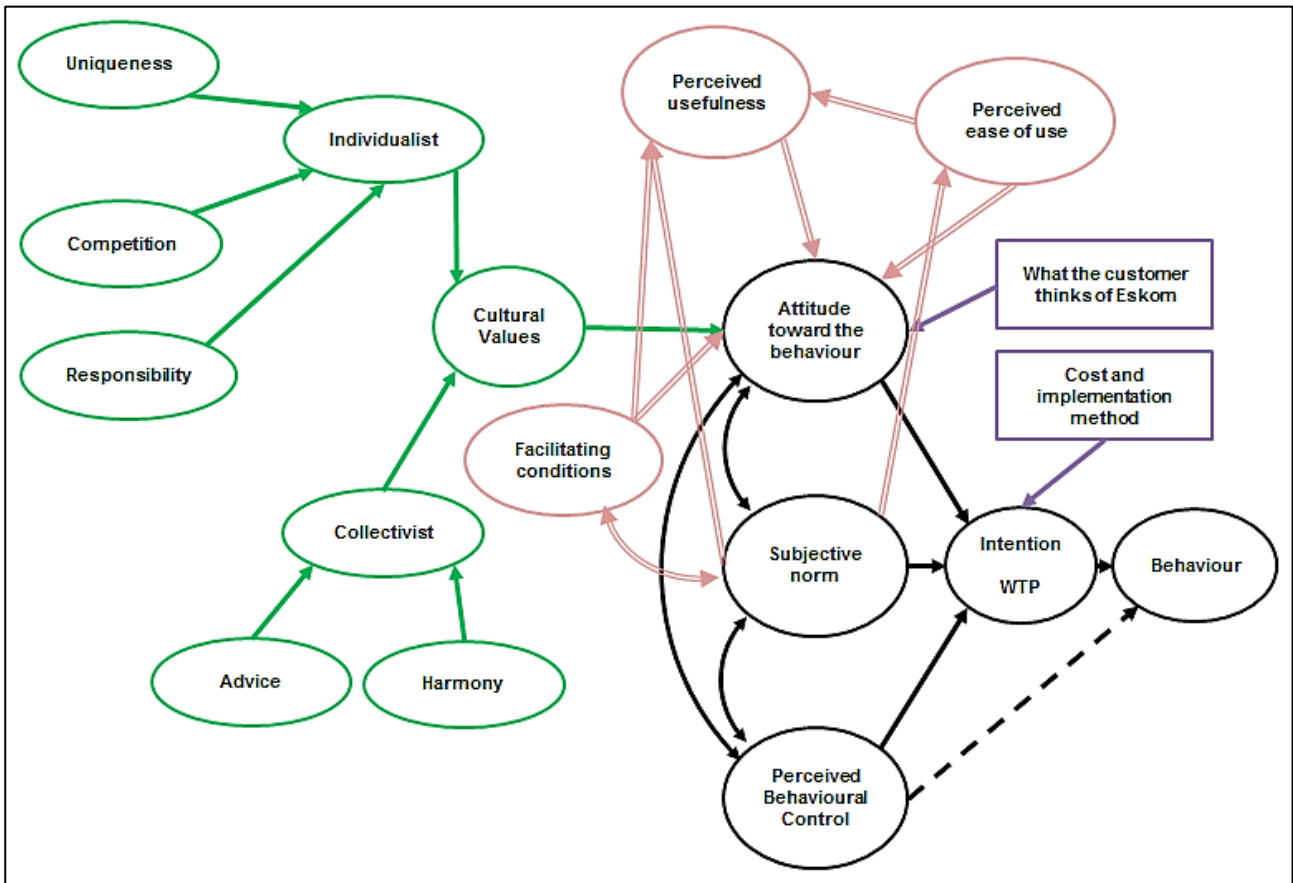 Uniqueness
Perceived
usefulness
Perceived
ease of use
Individualist
Competition
What the customer
thinks of Eskom
Cultural
Values
Attitude
toward the
behaviour
Responsibility
Cost and
implementation
method
Facilitating
conditions
Collectivist
Subjective
norm
Intention
WTP
Behaviour
Advice
Harmony
Perceived
Behavioural
Control